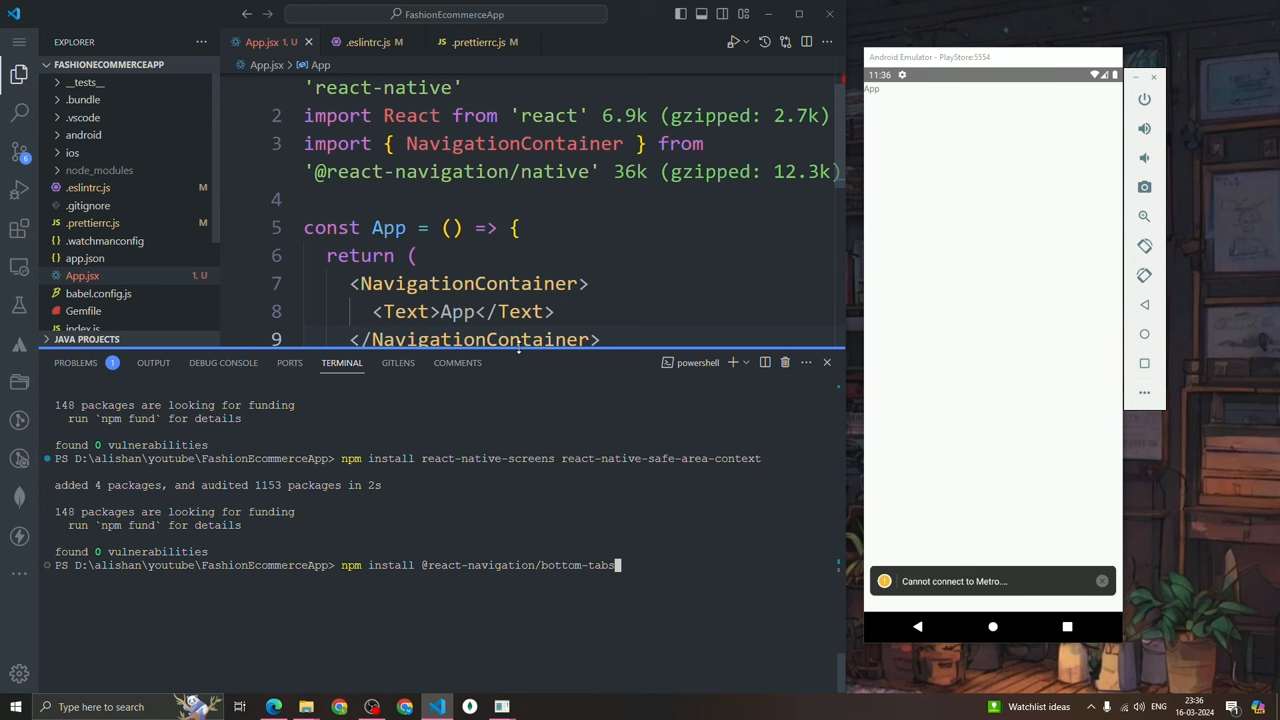 FashionEcommerceApp
EXPLORER
App.jsx 1, U
.eslintrc.js M
.prettierrc.js M
FASHIONECOMMERCEAPP
App.jsx > App
__tests__
.bundle
.vscode
android
ios
node_modules
.eslintrc.js M
.gitignore
.prettierrc.js M
.watchmanconfig
app.json
App.jsx 1, U
babel.config.js
Gemfile
index.js
JAVA PROJECTS
6
'react-native'
2 import React from 'react' 6.9k (gzipped: 2.7k)
3 import { NavigationContainer } from
'@react-navigation/native' 36k (gzipped: 12.3k)
4
5 const App = () => {
6 return (
7 <NavigationContainer>
8 <Text>App</Text>
9 </NavigationContainer>
PROBLEMS 1 OUTPUT DEBUG CONSOLE PORTS TERMINAL GITLENS COMMENTS
powershell
148 packages are looking for funding
run `npm fund` for details
found 0 vulnerabilities
PS D:\alishan\youtube\FashionEcommerceApp> npm install react-native-screens react-native-safe-area-context
added 4 packages, and audited 1153 packages in 2s
148 packages are looking for funding
run `npm fund` for details
found 0 vulnerabilities
PS D:\alishan\youtube\FashionEcommerceApp> npm install @react-navigation/bottom-tabs
Android Emulator - PlayStore:5554
11:36
App
Cannot connect to Metro....
Type here to search
Watchlist ideas
ENG
23:36
16-03-2024
1